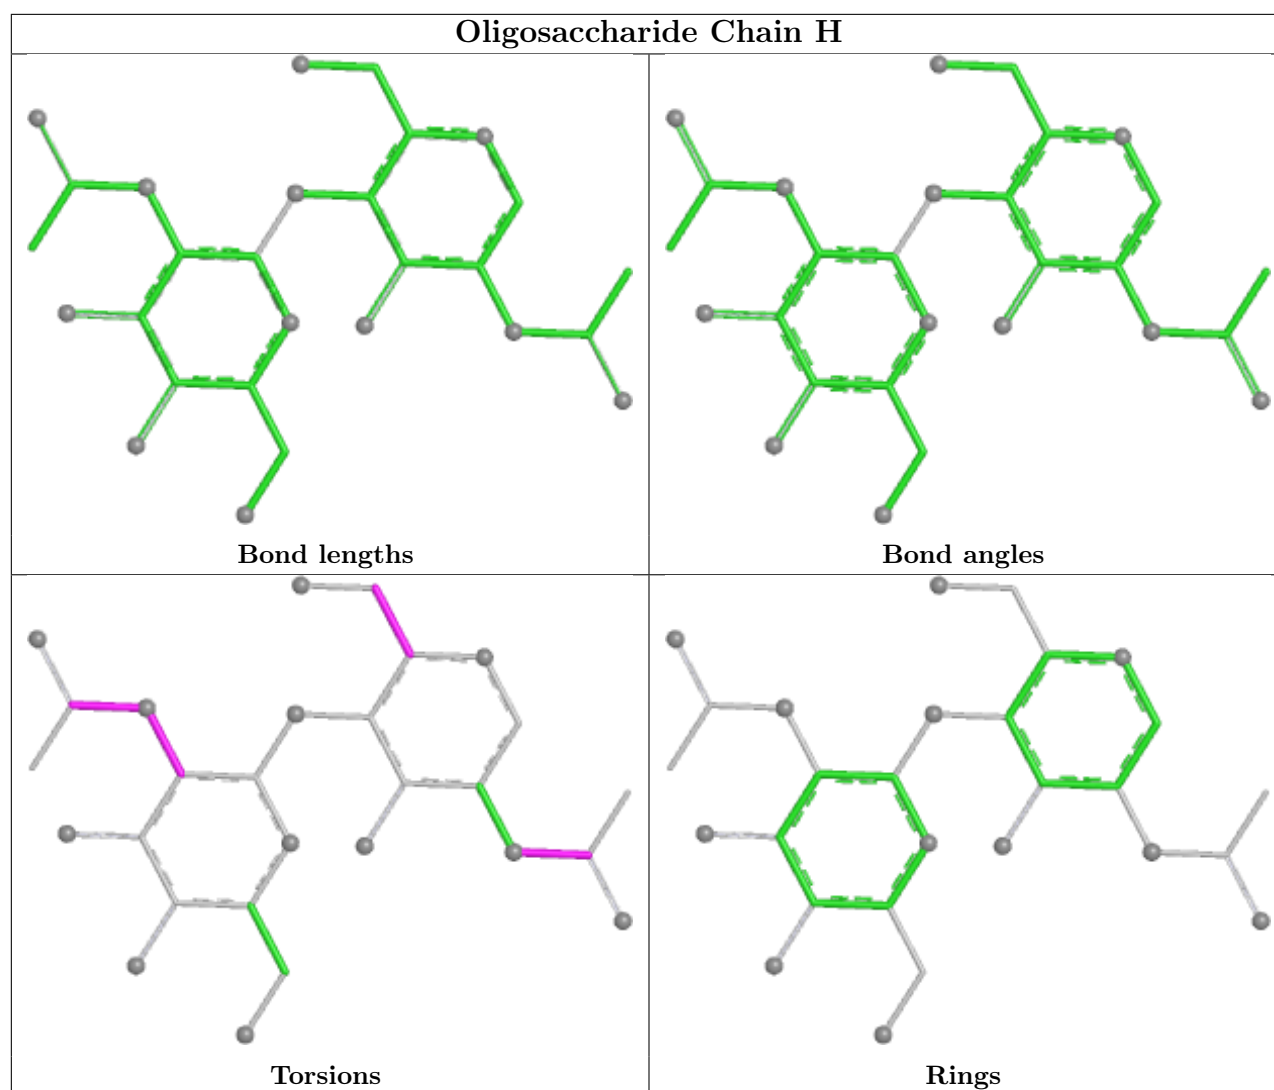 Oligosaccharide Chain H
Bond lengths
Bond angles
Torsions
Rings